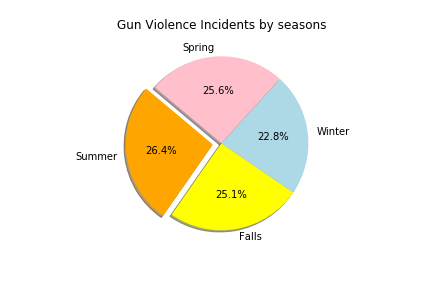 Gun Violence Incidents by seasons
Spring
25.6%
22.8%
Winter
Summer
26.4%
25.1%
Falls